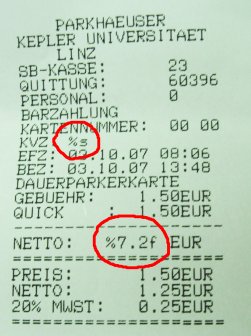 PARKHAEUSER
KEPLER UNIVERSITAET
LINZ
SB-KASSE: 23
QUITTUNG: 60396
PERSONAL: 0
BARZAHLUNG
KARTENNUMMER: 00 00
KVZ %s
EFZ: 03.10.07 08:06
BEZ: 03.10.07 13:48
DAUERPARKERKARTE
GEBUEHR: 1.50EUR
QUICK : 1.50EUR
NETTO: %7.2f EUR
PREIS: 1.50EUR
NETTO: 1.25EUR
20% MWST: 0.25EUR